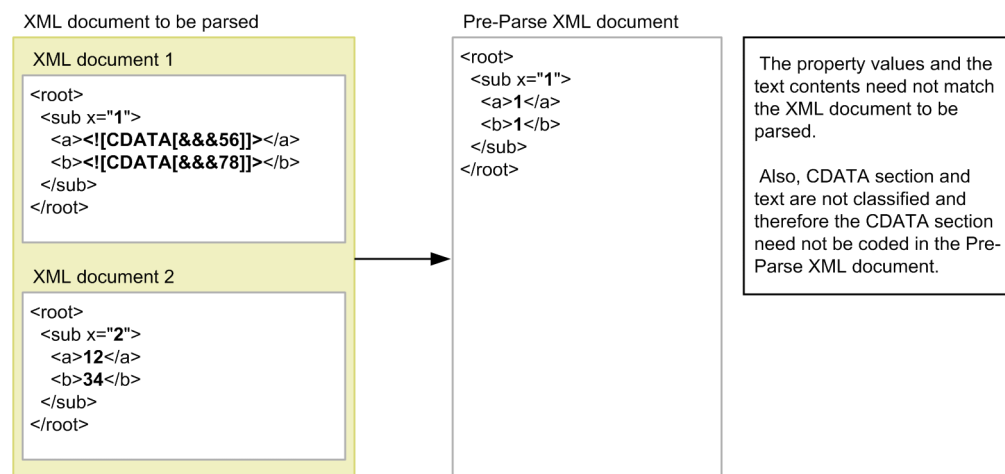 XML document to be parsed
XML document 1
<root>
<sub x="1">
<a><![CDATA[&&&56]]></a>
<b><![CDATA[&&&78]]></b>
</sub>
</root>
XML document 2
<root>
<sub x="2">
<a>12</a>
<b>34</b>
</sub>
</root>
Pre-Parse XML document
<root>
<sub x="1">
<a>1</a>
<b>1</b>
</sub>
</root>
The property values and the
text contents need not match
the XML document to be
parsed.
Also, CDATA section and
text are not classified and
therefore the CDATA section
need not be coded in the Pre-
Parse XML document.